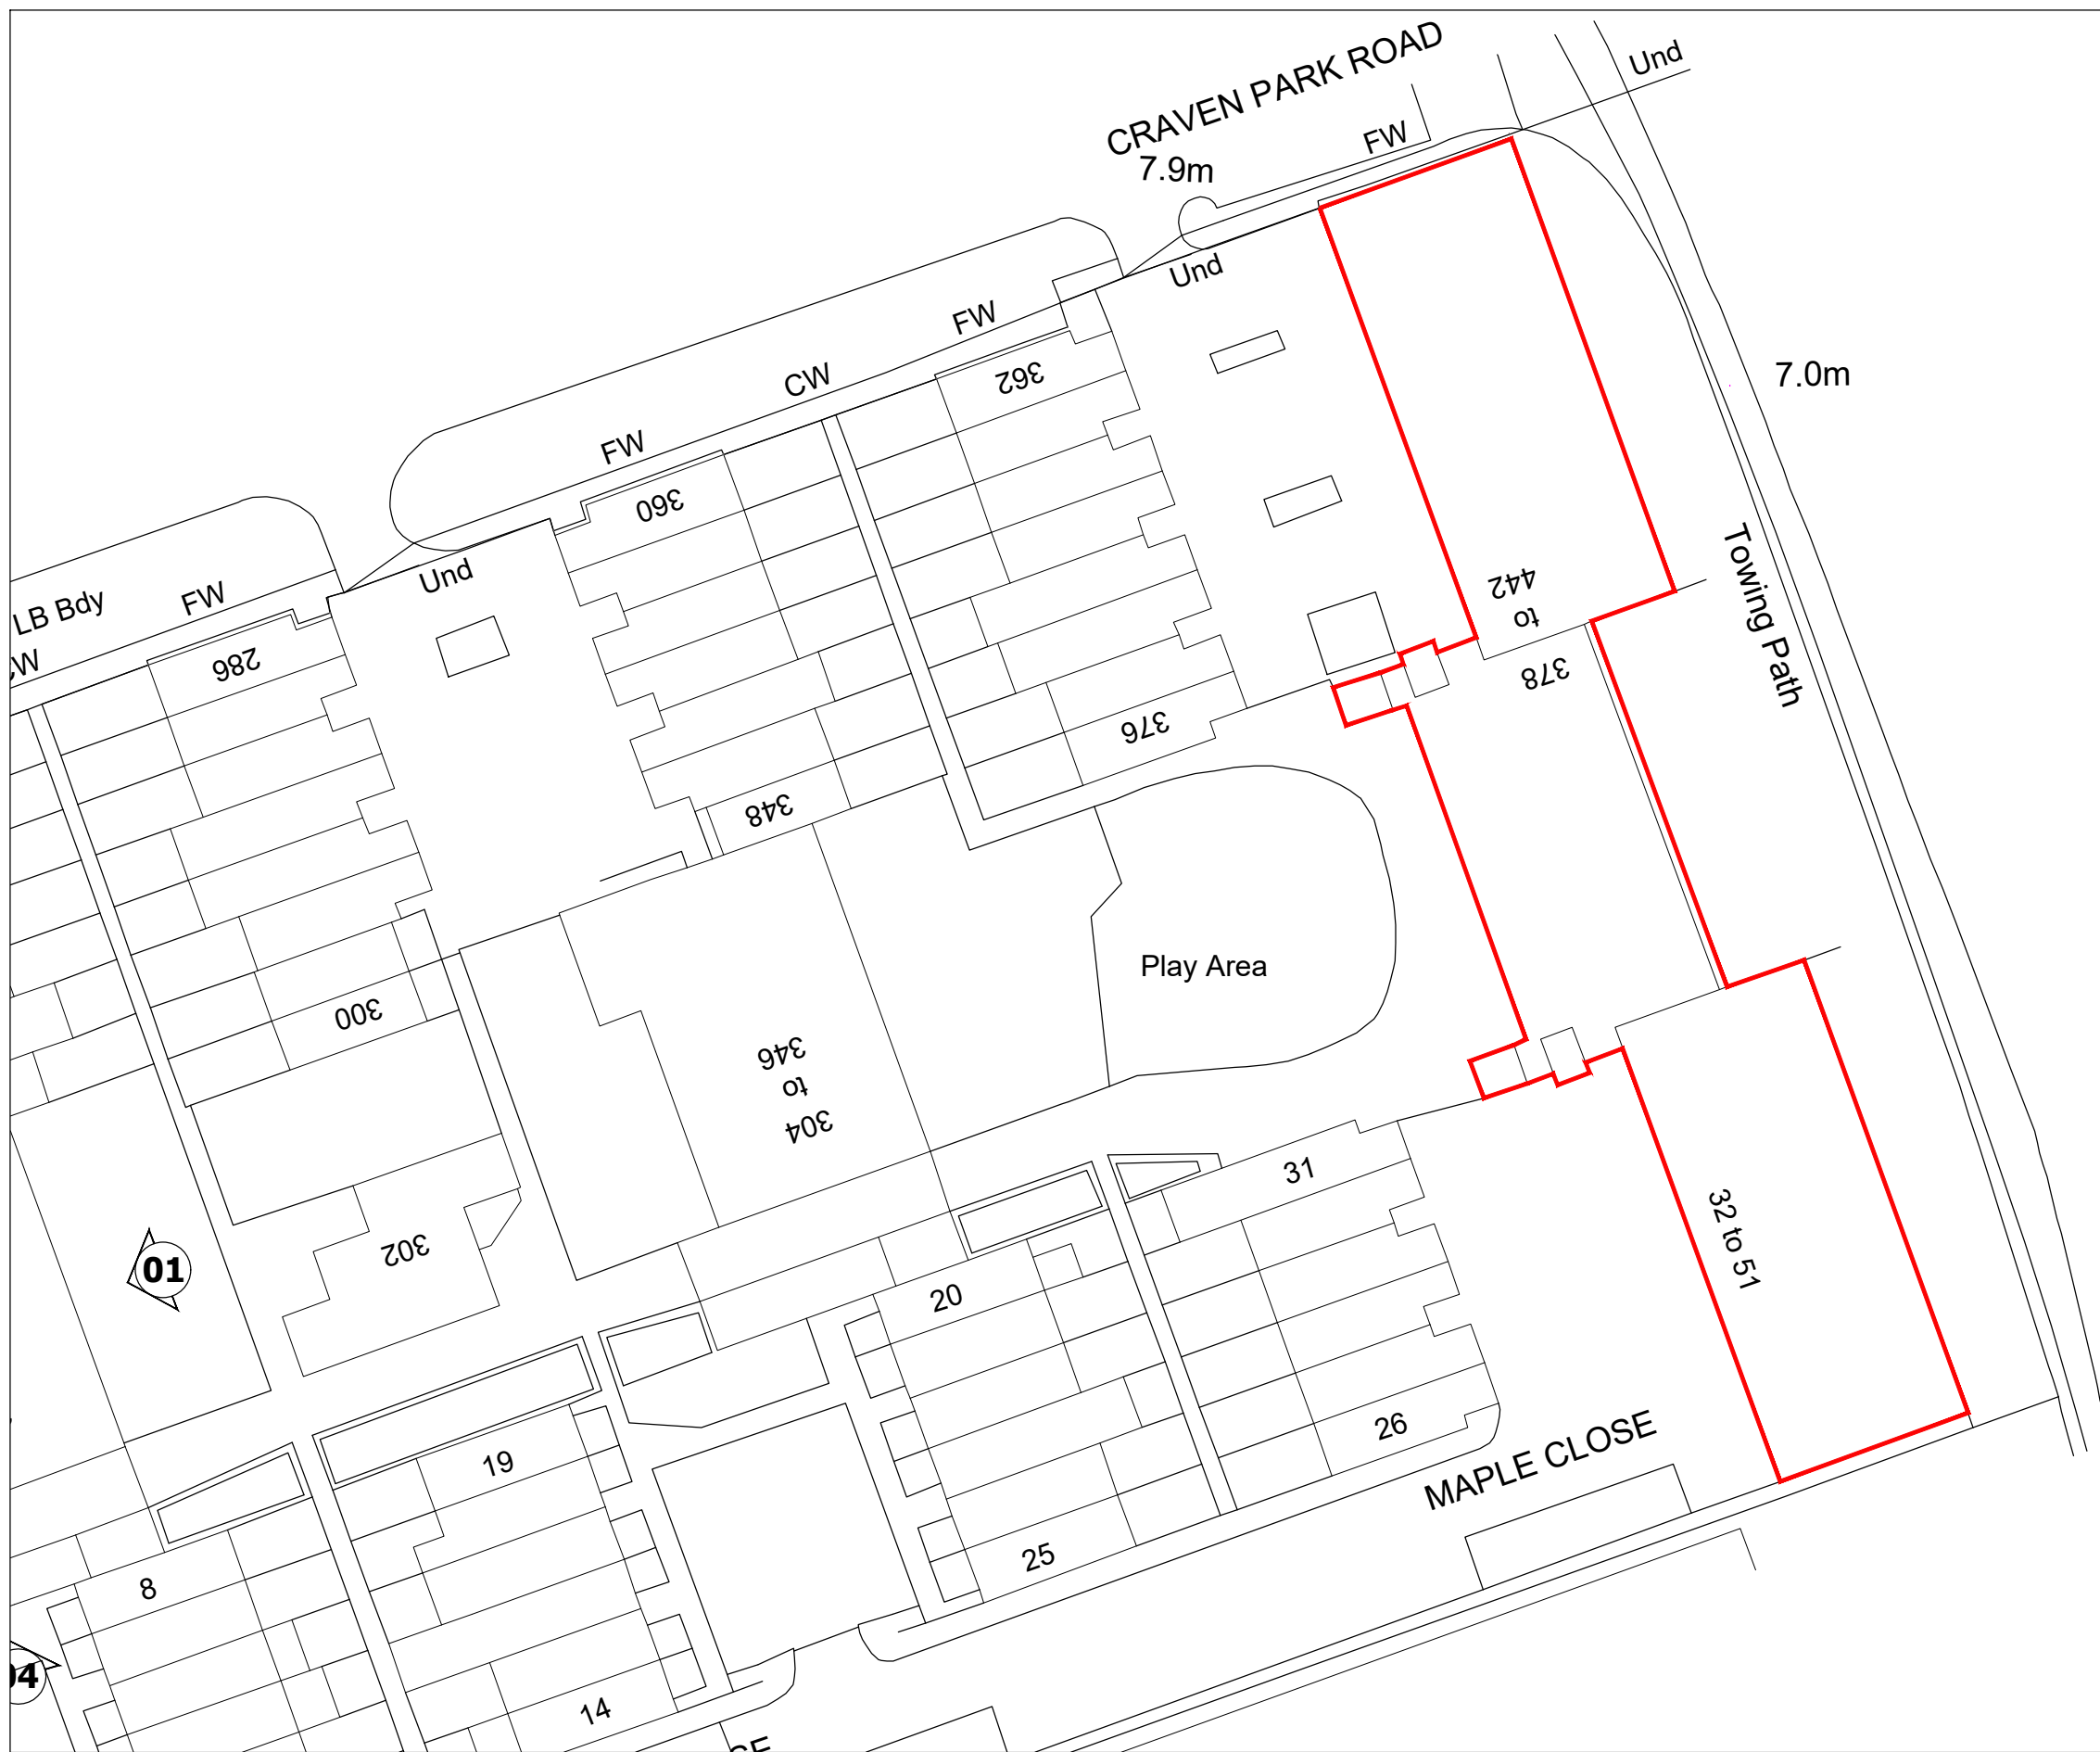 CRAVEN PARK ROAD
Und
FW
7.9m
Und
FW
362
CW
7.0m
FW
360
Und
LB Bdy
FW
286
442
to
378
Towing Path
376
348
Play Area
300
346
to
304
302
31
01
32 to 51
20
26
MAPLE CLOSE
19
25
8
14